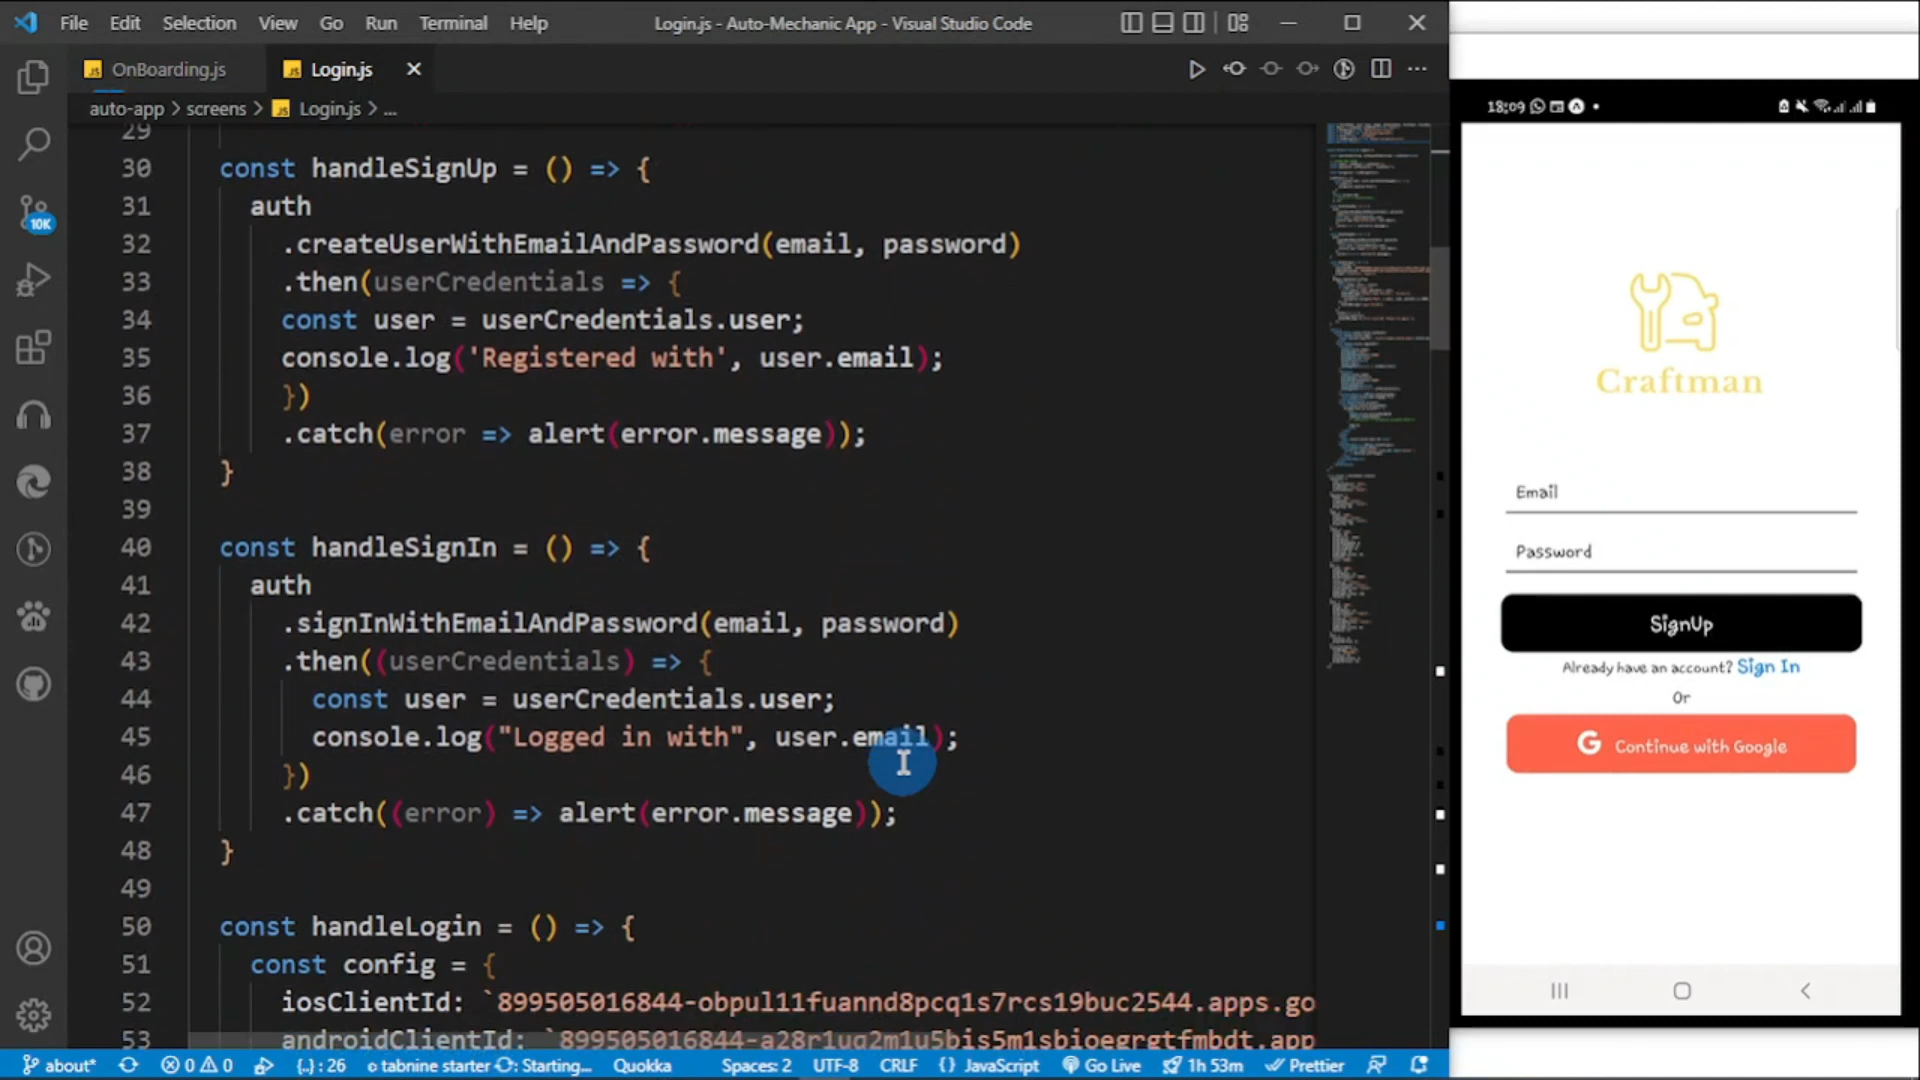 File Edit Selection View Go Run Terminal Help Login.js - Auto-Mechanic App - Visual Studio Code
OnBoarding.js Login.js
auto-app > screens > Login.js > ...
29
30 const handleSignUp = () => {
31 auth
32 .createUserWithEmailAndPassword(email, password)
33 .then(userCredentials => {
34 const user = userCredentials.user;
35 console.log('Registered with', user.email);
36 })
37 .catch(error => alert(error.message));
38 }
39
40 const handleSignIn = () => {
41 auth
42 .signInWithEmailAndPassword(email, password)
43 .then((userCredentials) => {
44 const user = userCredentials.user;
45 console.log("Logged in with", user.email);
46 })
47 .catch((error) => alert(error.message));
48 }
49
50 const handleLogin = () => {
51 const config = {
52 iosClientId: `899505016844-obpul11fuannd8pcq1s7rcs19buc2544.apps.go
53 androidClientId: `899505016844-a28r1ug2m1u5bis5m1sbioegrgtfmbdt.app
10K
about* 0 0 {..} : 26 tabnine starter Starting... Quokka Spaces: 2 UTF-8 CRLF {} JavaScript Go Live 1h 53m Prettier
18:09
Craftman
Email
Password
SignUp
Already have an account? Sign In
Or
G Continue with Google